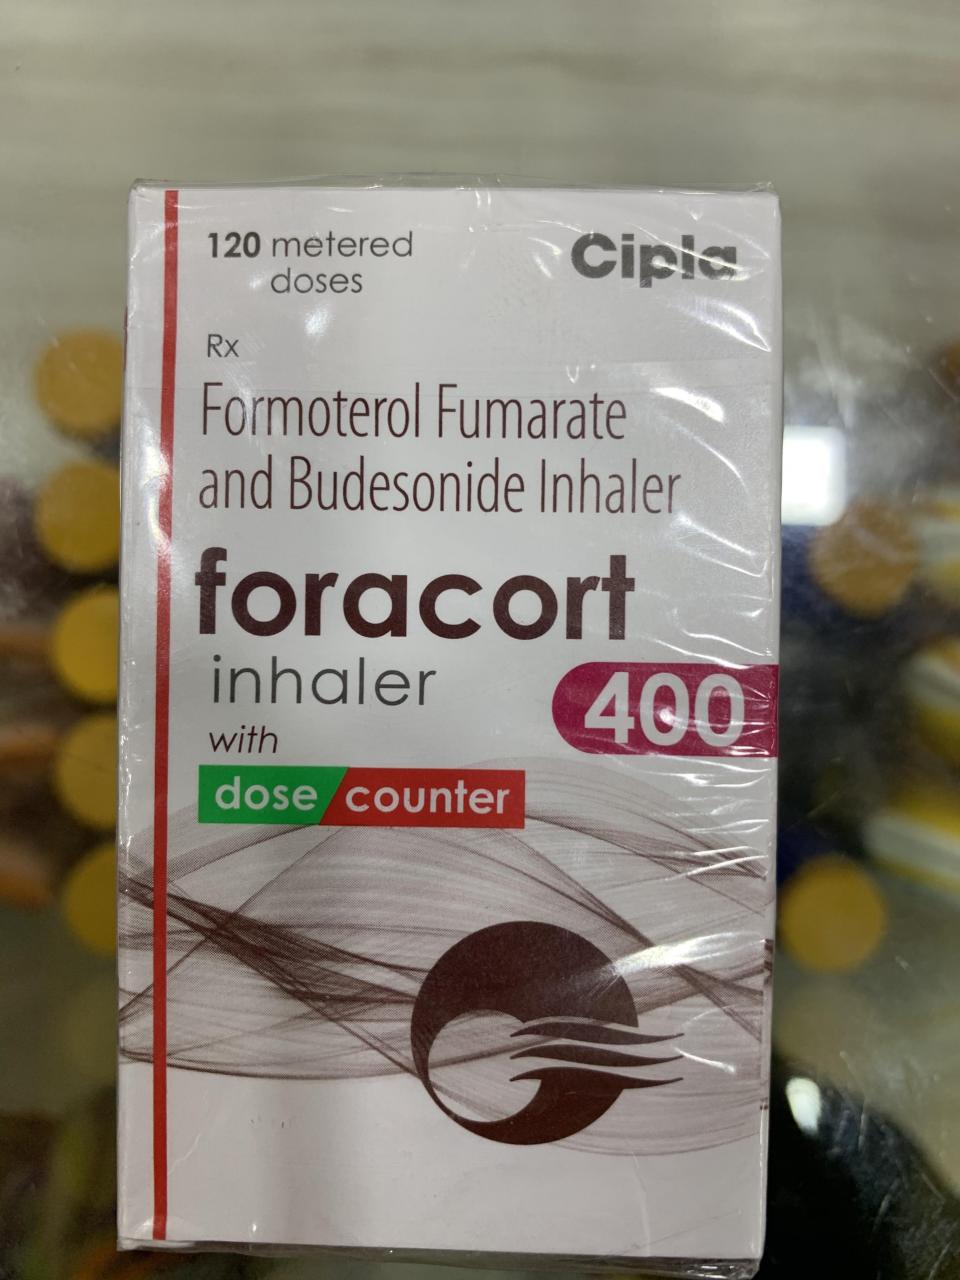 120 metered
doses
Cipla
Rx
Formoterol Fumarate
and Budesonide Inhaler
foracort
inhaler
400
with
dose counter